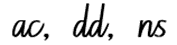 ac, dd, ns